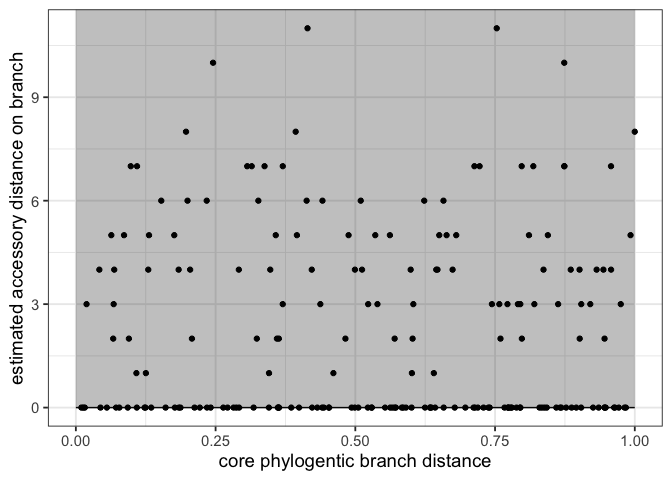 estimated accessory distance on branch
9
6
3
0
0.00 0.25 0.50 0.75 1.00
core phylogentic branch distance